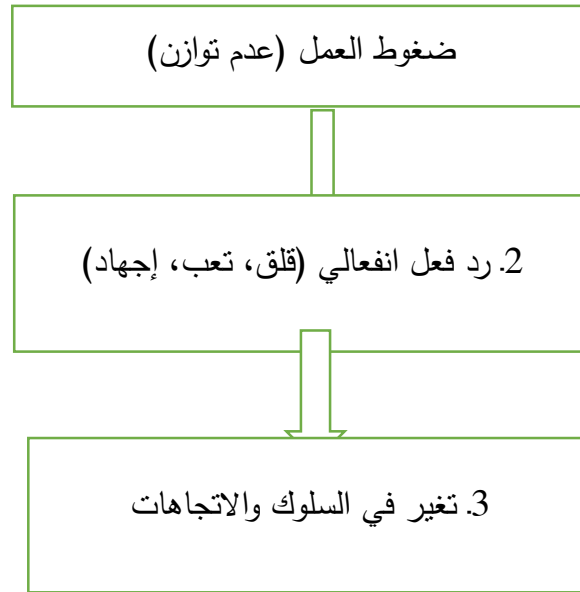 ضغوط العمل (عدم توازن)
2. رد فعل انفعالي (قلق، تعب، إجهاد)
3. تغير في السلوك والاتجاهات